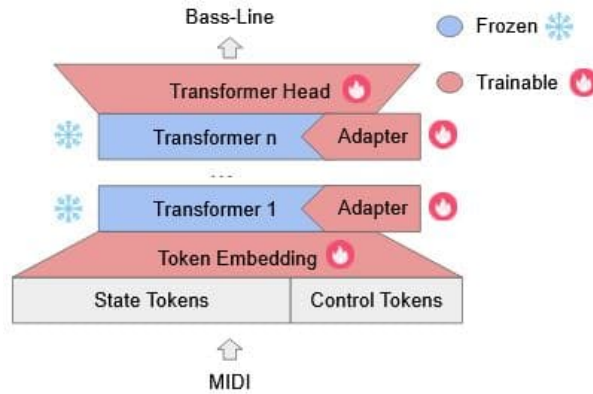 Bass-Line
Frozen
Trainable
Transformer Head
Transformer n
Adapter
...
Transformer 1
Adapter
Token Embedding
State Tokens
Control Tokens
MIDI